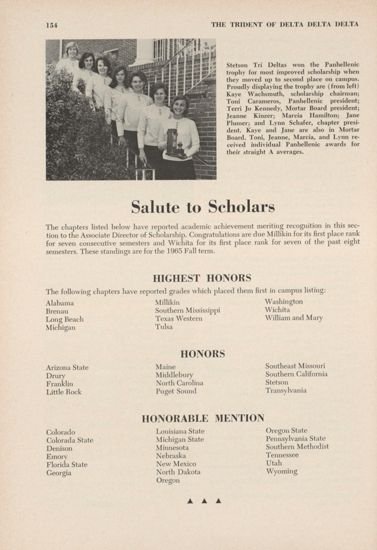 154
THE TRIDENT OF DELTA DELTA DELTA
Stetson Tri Deltas won the Panhellenic
trophy for most improved scholarship when
they moved up to second place on campus.
Proudly displaying the trophy are (from left)
Kaye Wachsmuth, scholarship chairman;
Toni Carameros, Panhellenic president;
Terri Jo Kennedy, Mortar Board president;
Jeanne Kinzer; Marcia Hamilton; Jane
Plumer; and Lynn Schafer, chapter presi-
dent. Kaye and Jane are also in Mortar
Board. Toni, Jeanne, Marcia, and Lynn re-
ceived individual Panhellenic awards for
their straight A averages.
Salute to Scholars
The chapters listed below have reported academic achievement meriting recognition in this sec-
tion to the Associate Director of Scholarship. Congratulations are due Millikin for its first place rank
for seven consecutive semesters and Wichita for its first place rank for seven of the past eight
semesters. These standings are for the 1965 Fall term.
HIGHEST HONORS
The following chapters have reported grades which placed them first in campus listing:
Alabama
Brenau
Long Beach
Michigan
Millikin
Southern Mississippi
Texas Western
Tulsa
Washington
Wichita
William and Mary
HONORS
Arizona State
Drury
Franklin
Little Rock
Maine
Middlebury
North Carolina
Puget Sound
Southeast Missouri
Southern California
Stetson
Transylvania
HONORABLE MENTION
Colorado
Colorada State
Denison
Emory
Florida State
Georgia
Louisiana State
Michigan State
Minnesota
Nebraska
New Mexico
North Dakota
Oregon
Oregon State
Pennsylvania State
Southern Methodist
Tennessee
Utah
Wyoming